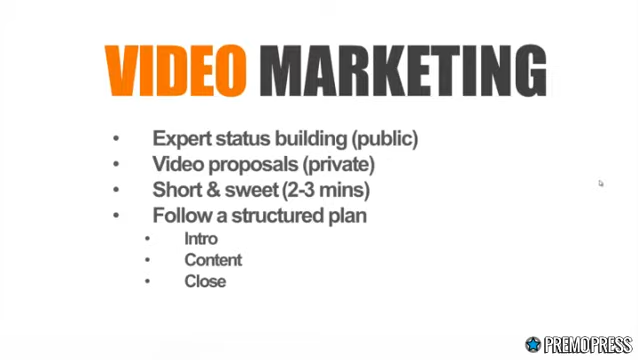 VIDEO MARKETING
• Expert status building (public)
• Video proposals (private)
• Short & sweet (2-3 mins)
• Follow a structured plan
• Intro
• Content
• Close
PREMOPRESS